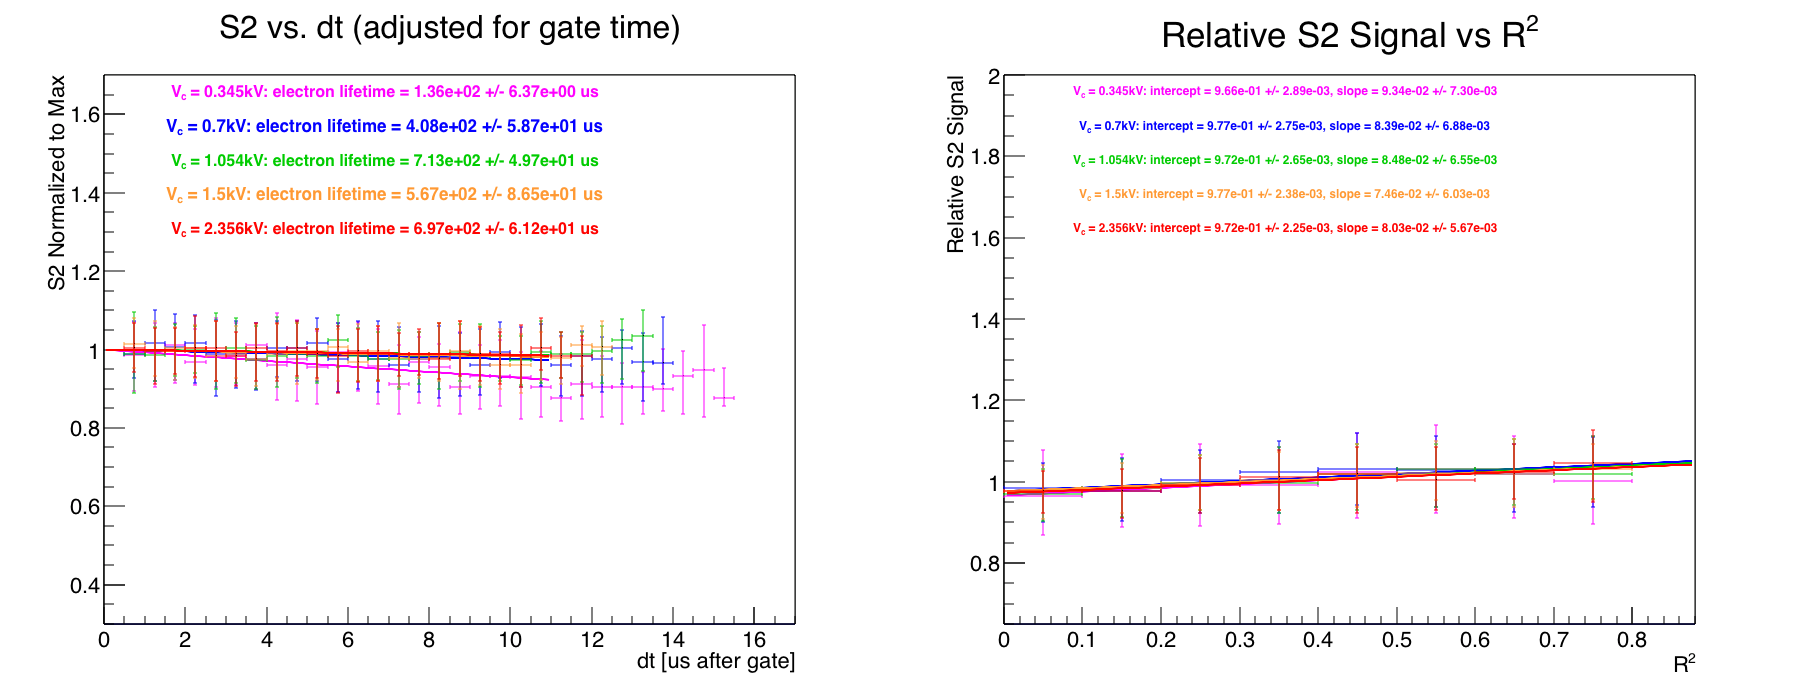 S2 vs. dt (adjusted for gate time)
S2 Normalized to Max
V_c = 0.345kV: electron lifetime = 1.36e+02 +/- 6.37e+00 us
V_c = 0.7kV: electron lifetime = 4.08e+02 +/- 5.87e+01 us
V_c = 1.054kV: electron lifetime = 7.13e+02 +/- 4.97e+01 us
V_c = 1.5kV: electron lifetime = 5.67e+02 +/- 8.65e+01 us
V_c = 2.356kV: electron lifetime = 6.97e+02 +/- 6.12e+01 us
1.6
1.4
1.2
1
0.8
0.6
0.4
0 2 4 6 8 10 12 14 16
dt [us after gate]
Relative S2 Signal vs R²
Relative S2 Signal
V_c = 0.345kV: intercept = 9.66e-01 +/- 2.89e-03, slope = 9.34e-02 +/- 7.30e-03
V_c = 0.7kV: intercept = 9.77e-01 +/- 2.75e-03, slope = 8.39e-02 +/- 6.88e-03
V_c = 1.054kV: intercept = 9.72e-01 +/- 2.65e-03, slope = 8.48e-02 +/- 6.55e-03
V_c = 1.5kV: intercept = 9.77e-01 +/- 2.38e-03, slope = 7.46e-02 +/- 6.03e-03
V_c = 2.356kV: intercept = 9.72e-01 +/- 2.25e-03, slope = 8.03e-02 +/- 5.67e-03
2
1.8
1.6
1.4
1.2
1
0.8
0 0.1 0.2 0.3 0.4 0.5 0.6 0.7 0.8
R²